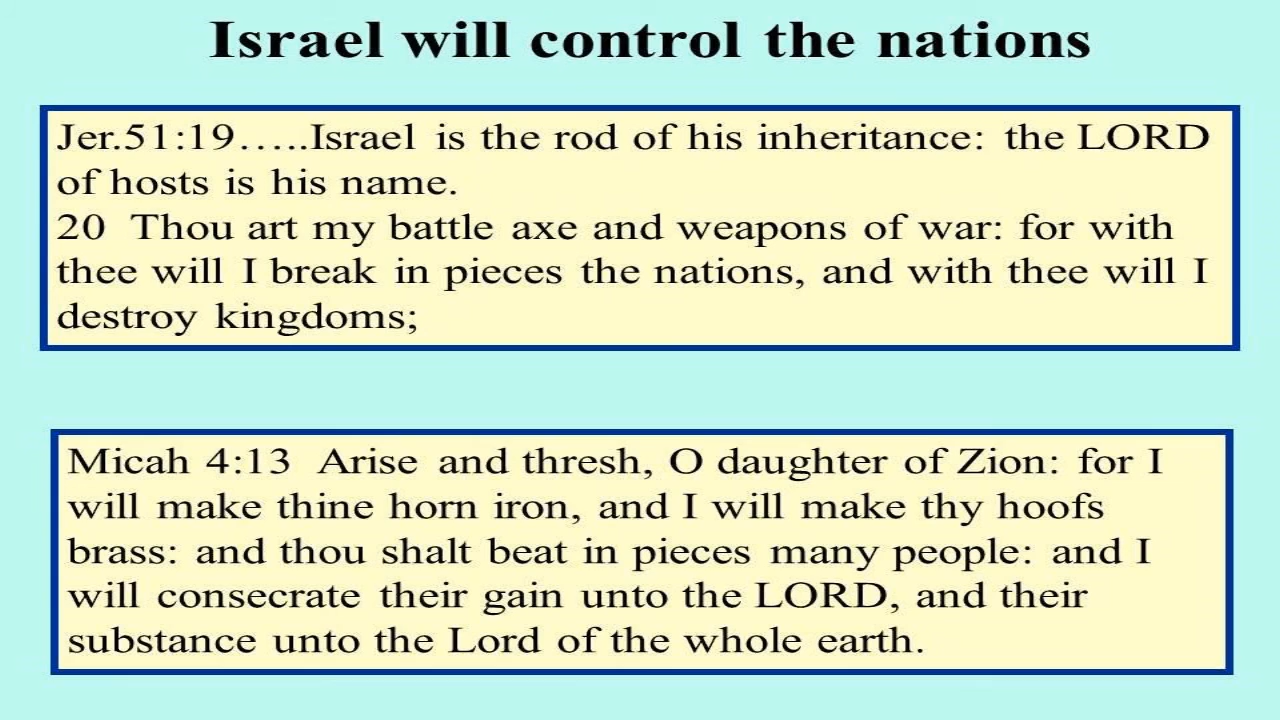 Israel will control the nations
Jer.51:19…..Israel is the rod of his inheritance: the LORD
of hosts is his name.
20 Thou art my battle axe and weapons of war: for with
thee will I break in pieces the nations, and with thee will I
destroy kingdoms;
Micah 4:13 Arise and thresh, O daughter of Zion: for I
will make thine horn iron, and I will make thy hoofs
brass: and thou shalt beat in pieces many people: and I
will consecrate their gain unto the LORD, and their
substance unto the Lord of the whole earth.